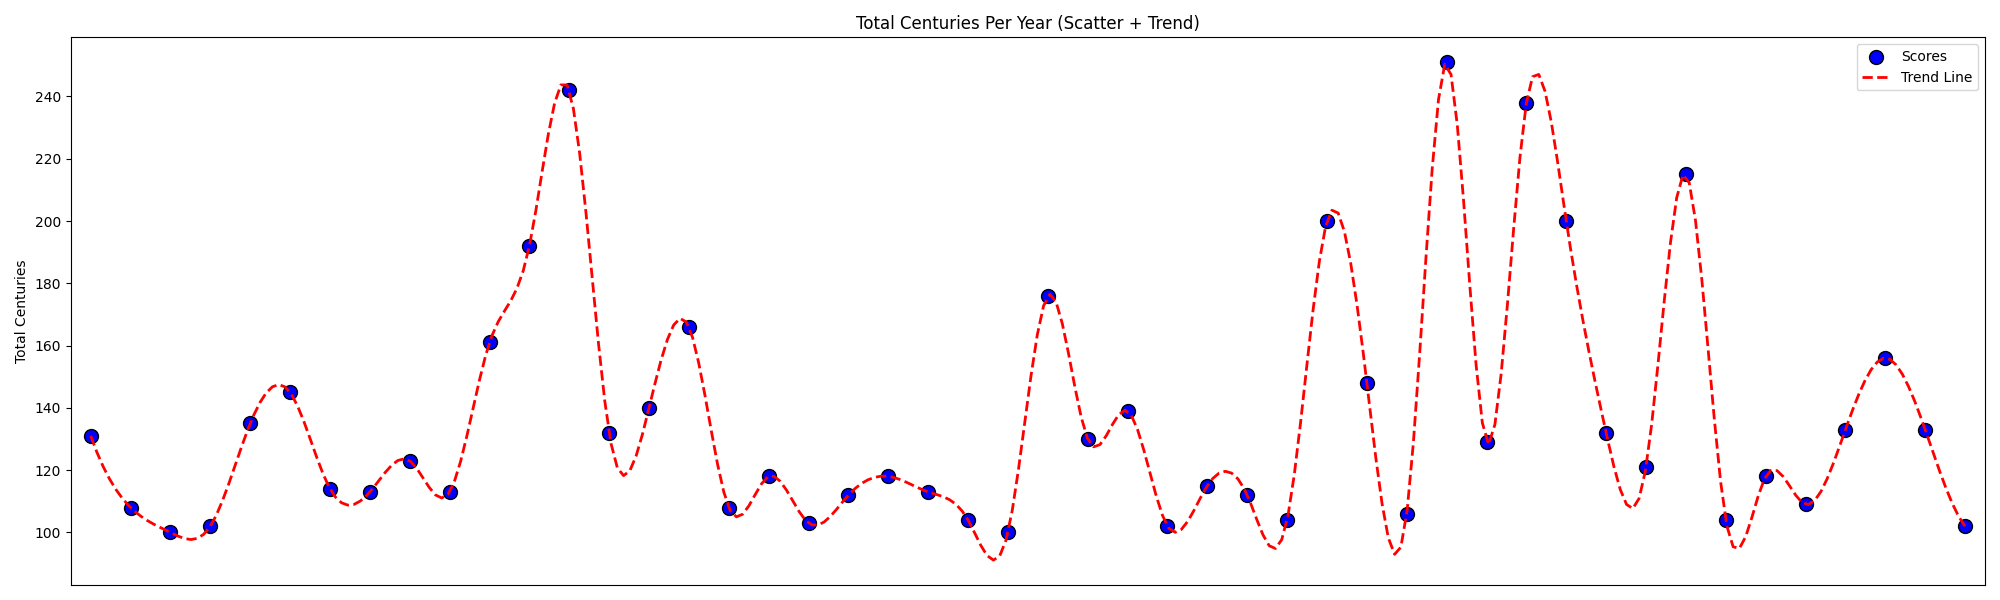 Total Centuries Per Year (Scatter + Trend)
Scores
Trend Line
Total Centuries
240
220
200
180
160
140
120
100